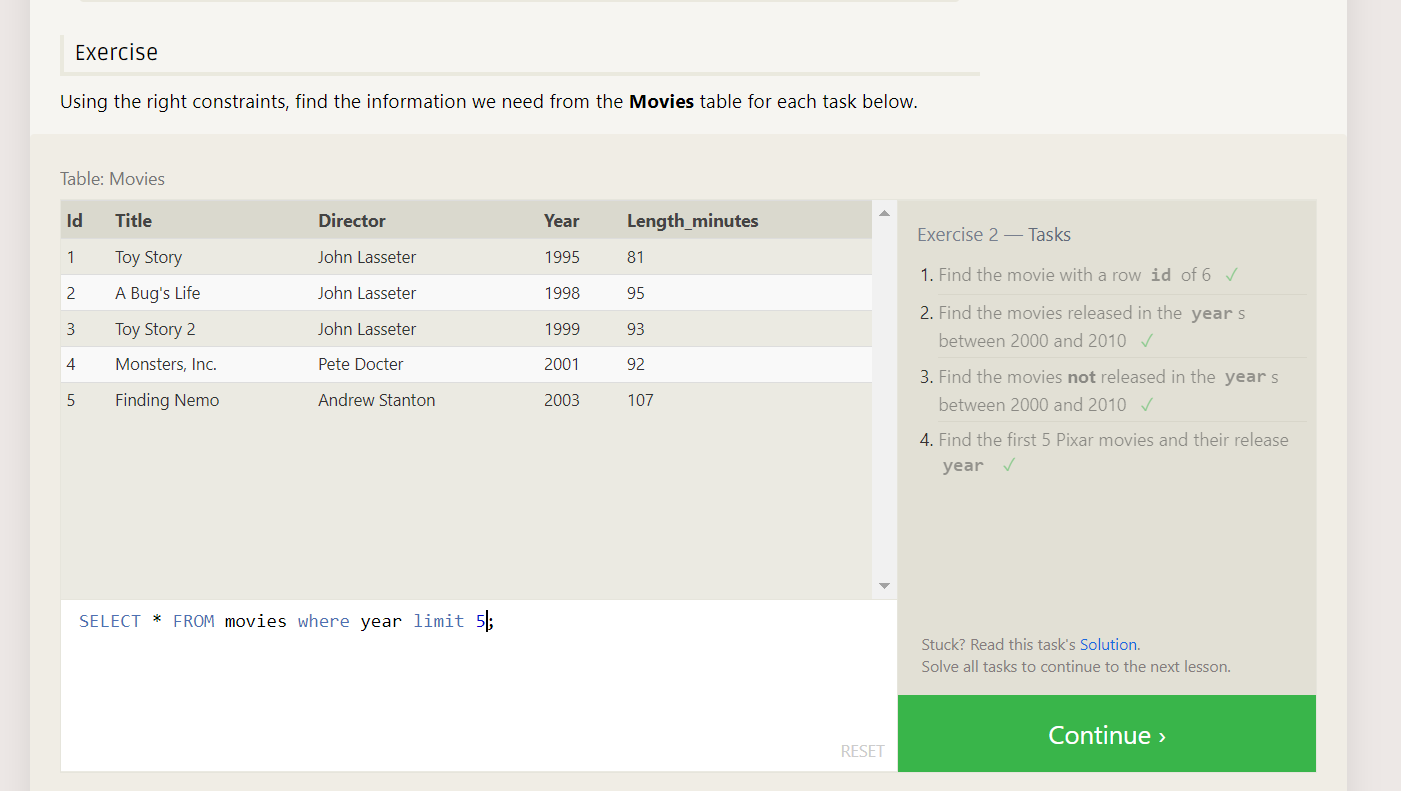 Exercise
Using the right constraints, find the information we need from the Movies table for each task below.
Table: Movies
Id Title Director Year Length_minutes
1 Toy Story John Lasseter 1995 81
2 A Bug's Life John Lasseter 1998 95
3 Toy Story 2 John Lasseter 1999 93
4 Monsters, Inc. Pete Docter 2001 92
5 Finding Nemo Andrew Stanton 2003 107
SELECT * FROM movies where year limit 5;
RESET
Exercise 2 — Tasks
1. Find the movie with a row id of 6 ✓
2. Find the movies released in the year s
between 2000 and 2010 ✓
3. Find the movies not released in the year s
between 2000 and 2010 ✓
4. Find the first 5 Pixar movies and their release
year ✓
Stuck? Read this task's Solution.
Solve all tasks to continue to the next lesson.
Continue ›